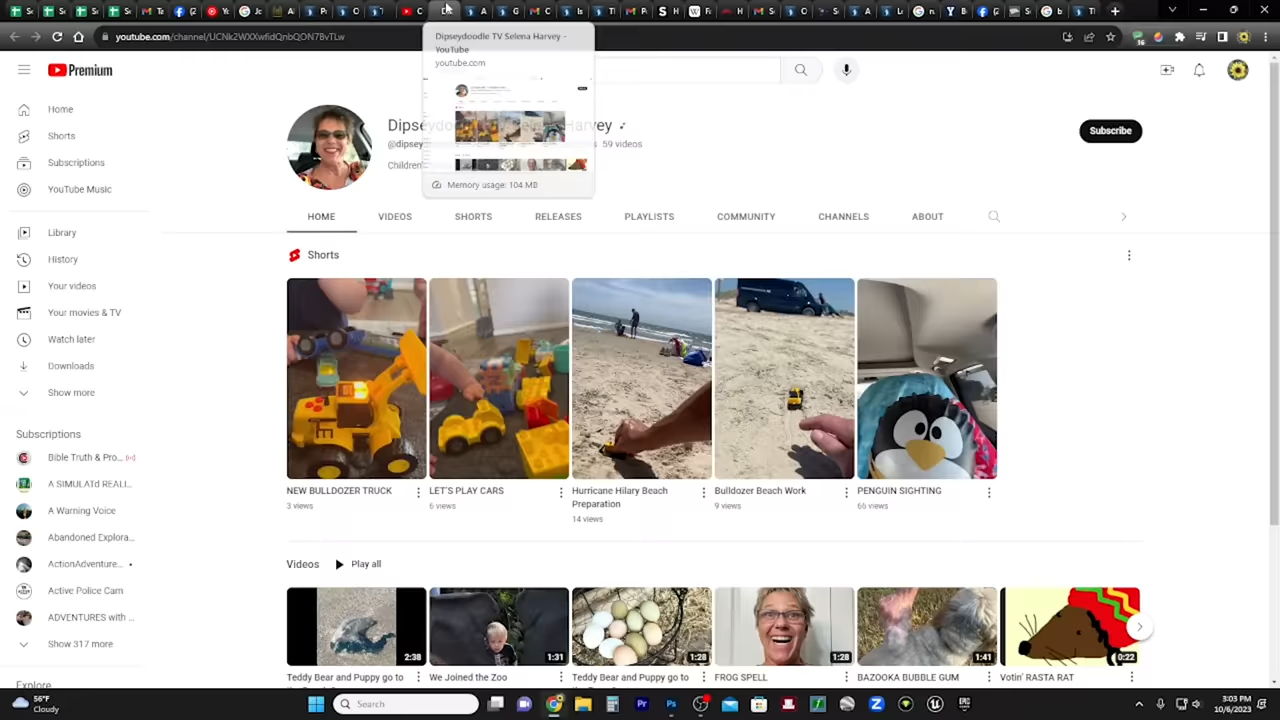 youtube.com/channel/UCNk2WXXwfidQnbQON7BvTLw
16
Dipseydoodle TV Selena Harvey -
YouTube
youtube.com
Memory usage: 104 MB
Premium
Home
Shorts
Subscriptions
YouTube Music
Library
History
Your videos
Your movies & TV
Watch later
Downloads
Show more
Subscriptions
Bible Truth & Pro...
A SIMULATd REALI...
A Warning Voice
Abandoned Explora...
ActionAdventure...
Active Police Cam
ADVENTURES with ...
Show 317 more
Explore
Harvey
@dipsey
59 videos
Children
Subscribe
HOME
VIDEOS
SHORTS
RELEASES
PLAYLISTS
COMMUNITY
CHANNELS
ABOUT
Shorts
NEW BULLDOZER TRUCK
3 views
LET'S PLAY CARS
6 views
Hurricane Hilary Beach
Preparation
14 views
Bulldozer Beach Work
9 views
PENGUIN SIGHTING
66 views
Videos
Play all
2:38
1:31
1:28
1:28
1:41
0:22
Teddy Bear and Puppy go to
We Joined the Zoo
Teddy Bear and Puppy go to
FROG SPELL
BAZOOKA BUBBLE GUM
Votin' RASTA RAT
56°F
Cloudy
Search
3:03 PM
10/6/2023